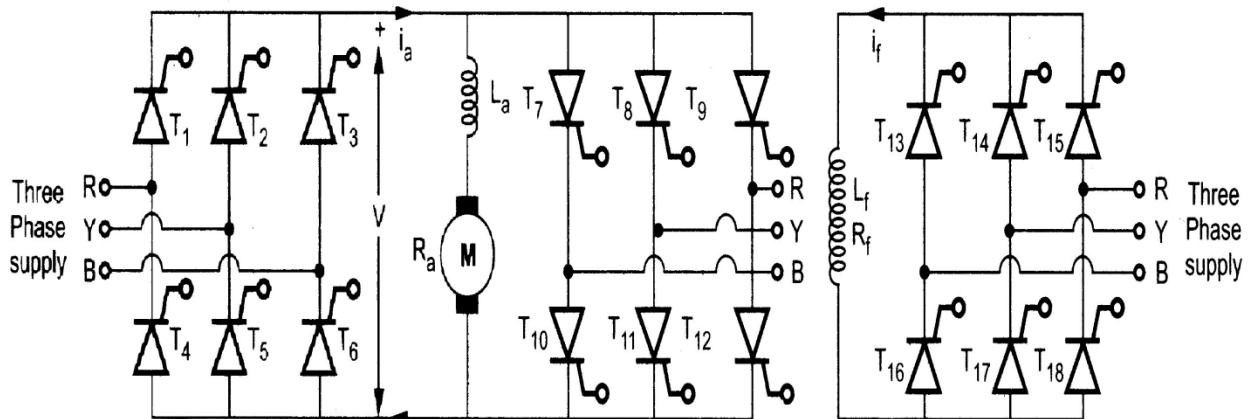 +
i_a
i_f
L_a
T_7
T_8
T_9
T_1
T_2
T_3
T_13
T_14
T_15
Three
Phase
supply
R
Y
B
V
R_a
M
R
Y
B
L_f
R_f
R
Y
B
Three
Phase
supply
T_4
T_5
T_6
T_10
T_11
T_12
T_16
T_17
T_18
-